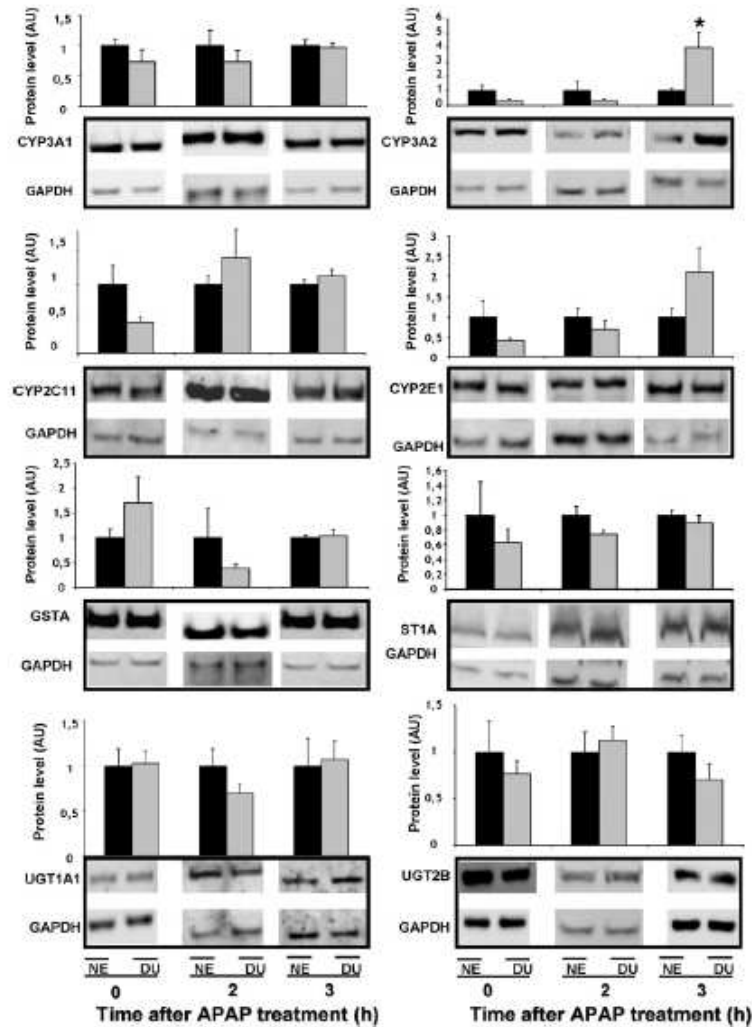 Protein level (AU)
1,5
1
0,5
0
CYP3A1
GAPDH
Protein level (AU)
6
5
4
3
2
1
0
*
CYP3A2
GAPDH
Protein level (AU)
1,5
1
0,5
0
CYP2C11
GAPDH
Protein level (AU)
3
2,5
2
1,5
1
0,5
0
CYP2E1
GAPDH
Protein level (AU)
2,5
2
1,5
1
0,5
0
GSTA
GAPDH
Protein level (AU)
1,6
1,4
1,2
1
0,8
0,6
0,4
0,2
0
ST1A
GAPDH
Protein level (AU)
1,5
1
0,5
0
UGT1A1
GAPDH
Protein level (AU)
1,5
1
0,5
0
UGT2B
GAPDH
NE DU NE DU NE DU
0 2 3
Time after APAP treatment (h)
NE DU NE DU NE DU
0 2 3
Time after APAP treatment (h)